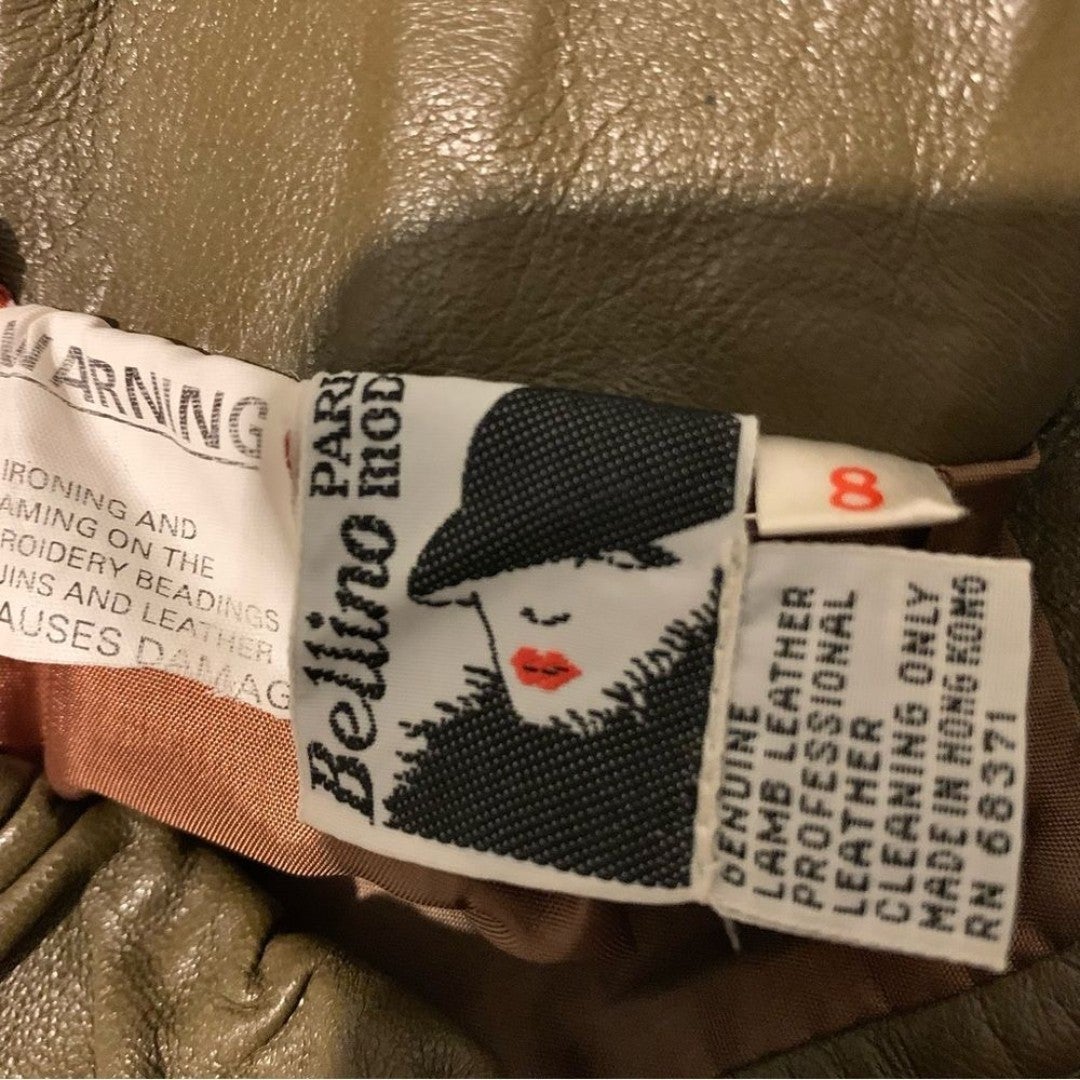 WARNING
IRONING AND
AMING ON THE
ROIDERY BEADINGS
UINS AND LEATHER
AUSES DAMAG
PARI
Bellino MOD
8
GENUINE
LAMB LEATHER
PROFESSIONAL
LEATHER
CLEANING ONLY
MADE IN HONG KONG
RN 68371